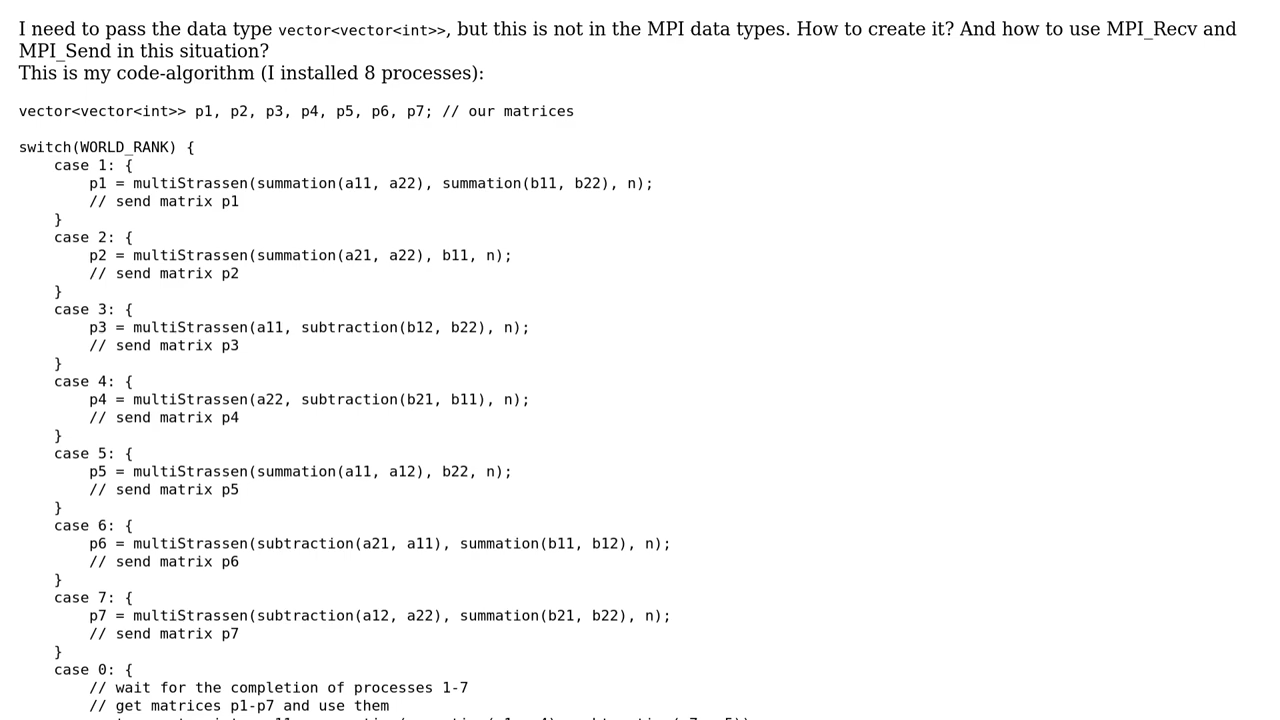 I need to pass the data type vector<vector<int>>, but this is not in the MPI data types. How to create it? And how to use MPI_Recv and
MPI_Send in this situation?
This is my code-algorithm (I installed 8 processes):
vector<vector<int>> p1, p2, p3, p4, p5, p6, p7; // our matrices
switch(WORLD_RANK) {
    case 1: {
        p1 = multiStrassen(summation(a11, a22), summation(b11, b22), n);
        // send matrix p1
    }
    case 2: {
        p2 = multiStrassen(summation(a21, a22), b11, n);
        // send matrix p2
    }
    case 3: {
        p3 = multiStrassen(a11, subtraction(b12, b22), n);
        // send matrix p3
    }
    case 4: {
        p4 = multiStrassen(a22, subtraction(b21, b11), n);
        // send matrix p4
    }
    case 5: {
        p5 = multiStrassen(summation(a11, a12), b22, n);
        // send matrix p5
    }
    case 6: {
        p6 = multiStrassen(subtraction(a21, a11), summation(b11, b12), n);
        // send matrix p6
    }
    case 7: {
        p7 = multiStrassen(subtraction(a12, a22), summation(b21, b22), n);
        // send matrix p7
    }
    case 0: {
        // wait for the completion of processes 1-7
        // get matrices p1-p7 and use them